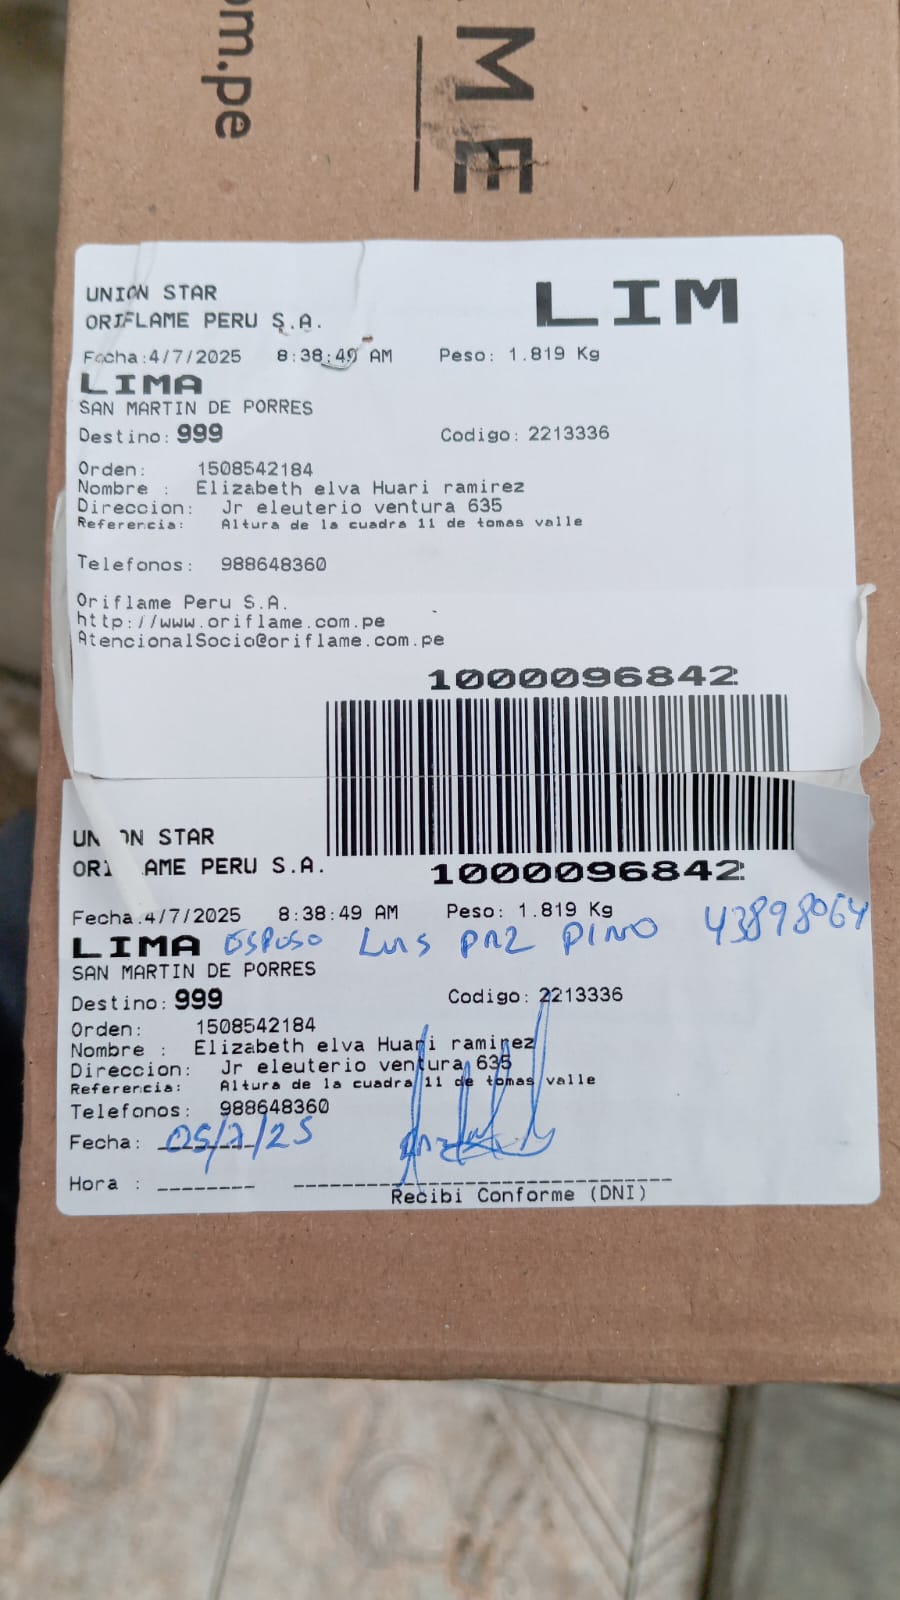 om.pe
ME
UNION STAR
ORIFLAME PERU S.A.
LIM
Fecha:4/7/2025 8:38:49 AM Peso: 1.819 Kg
LIMA
SAN MARTIN DE PORRES
Destino: 999 Codigo: 2213336
Orden: 1508542184
Nombre : Elizabeth elva Huari ramirez
Direccion: Jr eleuterio ventura 635
Referencia: Altura de la cuadra 11 de tomas valle
Telefonos: 988648360
Oriflame Peru S.A.
http://www.oriflame.com.pe
AtencionalSocio@oriflame.com.pe
1000096842
UNION STAR
ORIFLAME PERU S.A.
1000096842
Fecha:4/7/2025 8:38:49 AM Peso: 1.819 Kg
LIMA Esposo Luis Paz Pino 43898064
SAN MARTIN DE PORRES
Destino: 999 Codigo: 2213336
Orden: 1508542184
Nombre : Elizabeth elva Huari ramirez
Direccion: Jr eleuterio ventura 635
Referencia: Altura de la cuadra 11 de tomas valle
Telefonos: 988648360
Fecha: 05/7/25
Hora :
Recibi Conforme (DNI)